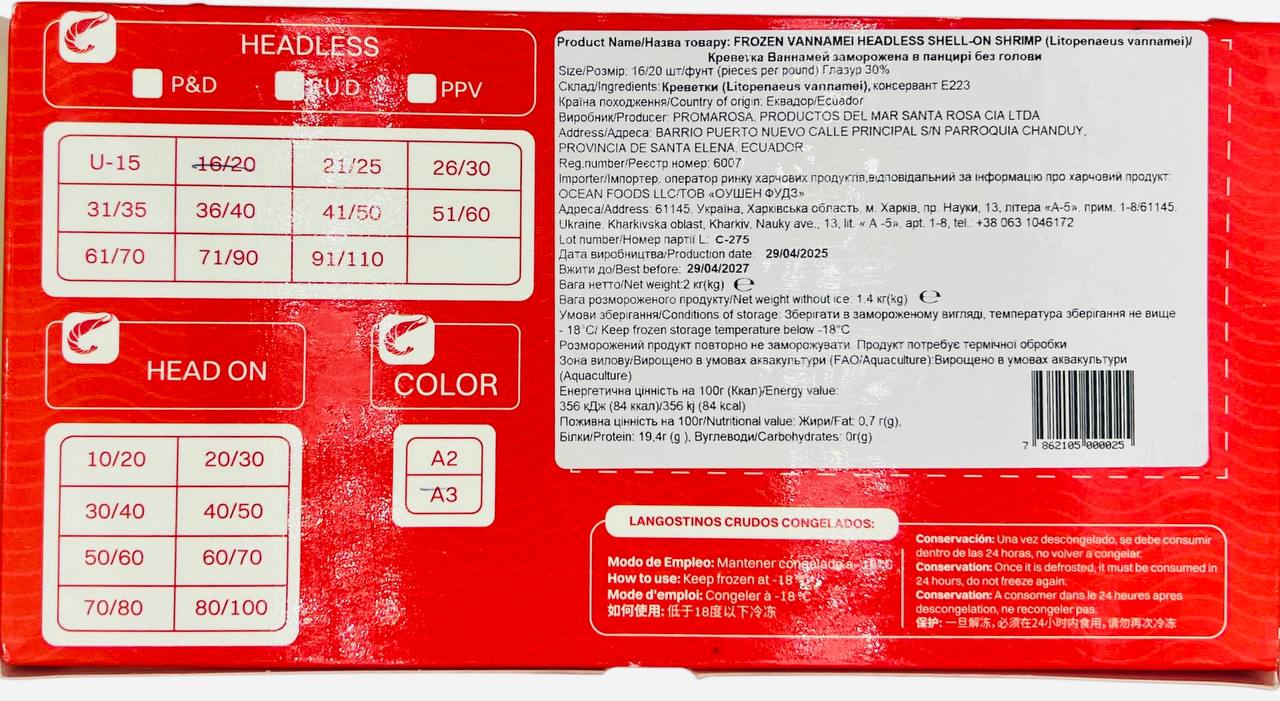 HEADLESS
P&D PU.D PPV
U-15 16/20 21/25 26/30
31/35 36/40 41/50 51/60
61/70 71/90 91/110
HEAD ON
10/20 20/30
30/40 40/50
50/60 60/70
70/80 80/100
COLOR
A2
A3
Product Name/Назва товару: FROZEN VANNAMEI HEADLESS SHELL-ON SHRIMP (Litopenaeus vannamei)/
Креветка Ваннамей заморожена в панцирі без голови
Size/Розмір: 16/20 шт/фунт (pieces per pound) Глазур 30%
Склад/Ingredients: Креветки (Litopenaeus vannamei), консервант Е223
Країна походження/Country of origin: Еквадор/Ecuador
Виробник/Producer: PROMAROSA, PRODUCTOS DEL MAR SANTA ROSA CIA LTDA
Address/Адреса: BARRIO PUERTO NUEVO CALLE PRINCIPAL S/N PARROQUIA CHANDUY,
PROVINCIA DE SANTA ELENA, ECUADOR
Reg.number/Реєстр.номер: 6007
Importer/Імпортер, оператор ринку харчових продуктів,відповідальний за інформацію про харчовий продукт:
OCEAN FOODS LLC/ТОВ «ОУШЕН ФУДЗ»
Адреса/Address: 61145, Україна, Харківська область, м. Харків, пр. Науки, 13, літера «А-5», прим. 1-8/61145,
Ukraine, Kharkivska oblast, Kharkiv, Nauky ave., 13, lit. « A -5», apt. 1-8, tel.: +38 063 1046172
Lot number/Номер партії L: C-275
Дата виробництва/Production date: 29/04/2025
Вжити до/Best before: 29/04/2027
Вага нетто/Net weight:2 кг(kg) ℮
Вага розмороженого продукту/Net weight without ice: 1.4 кг(kg) ℮
Умови зберігання/Conditions of storage: Зберігати в замороженому вигляді, температура зберігання не вище
- 18°C/ Keep frozen storage temperature below -18°C
Розморожений продукт повторно не заморожувати. Продукт потребує термічної обробки
Зона вилову/Вирощено в умовах аквакультури (FAO/Aquaculture):Вирощено в умовах аквакультури
(Aquaculture)
Енергетична цінність на 100г (Ккал)/Energy value:
356 кДж (84 ккал)/356 kj (84 kcal)
Поживна цінність на 100г/Nutritional value: Жири/Fat: 0,7 г(g),
Білки/Protein: 19,4г (g ), Вуглеводи/Carbohydrates: 0г(g)
7 862105 000025
LANGOSTINOS CRUDOS CONGELADOS:
Modo de Empleo: Mantener congelado a- 18°C
How to use: Keep frozen at -18 °C
Mode d'emploi: Congeler à -18 °C
如何使用: 低于18度以下冷冻
Conservación: Una vez descongelado, se debe consumir
dentro de las 24 horas, no volver a congelar.
Conservation: Once it is defrosted, it must be consumed in
24 hours, do not freeze again.
Conservation: A consomer dans le 24 heures apres
descongelation, ne recongeler pas.
保护: 一旦解冻, 必须在24小时内食用, 请勿再次冷冻